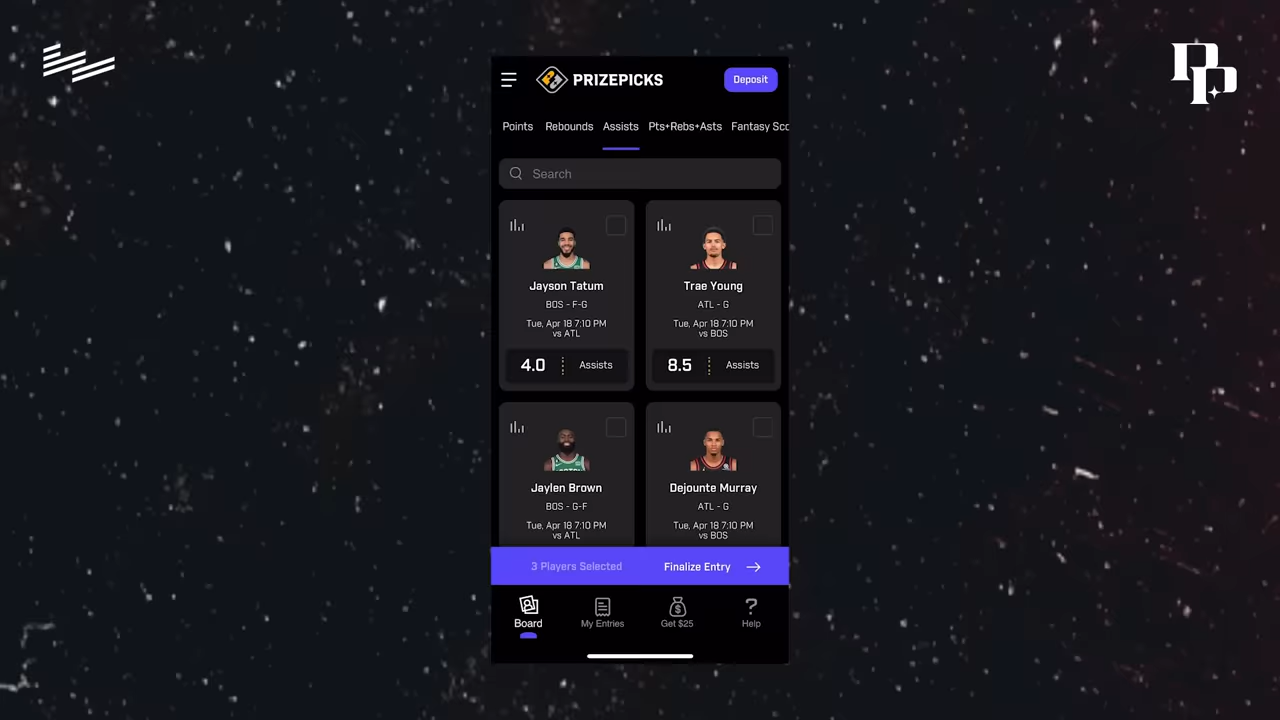 PRIZEPICKS
Deposit
Points Rebounds Assists Pts+Rebs+Asts Fantasy Sco
Search
Jayson Tatum
BOS - F-G
Tue, Apr 18 7:10 PM
vs ATL
4.0 Assists
Trae Young
ATL - G
Tue, Apr 18 7:10 PM
vs BOS
8.5 Assists
Jaylen Brown
BOS - G-F
Tue, Apr 18 7:10 PM
vs ATL
Dejounte Murray
ATL - G
Tue, Apr 18 7:10 PM
vs BOS
3 Players Selected Finalize Entry
Board My Entries Get $25 Help
PP